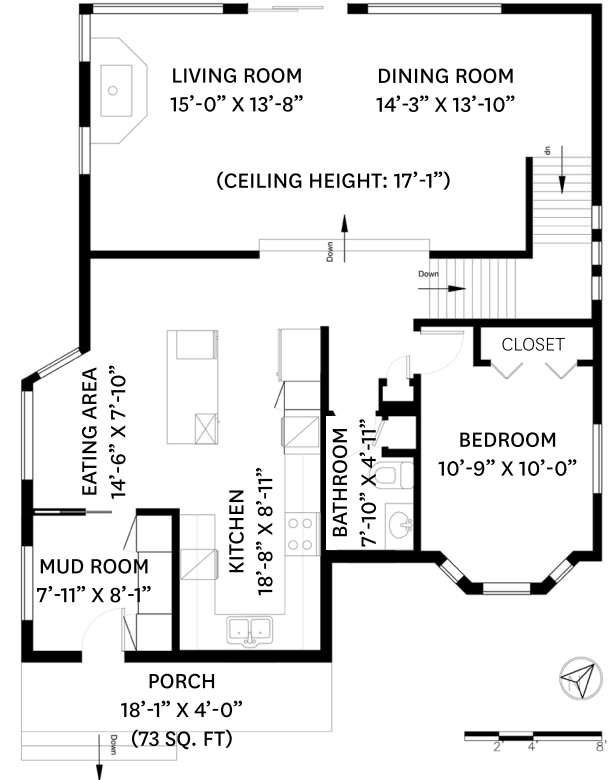 LIVING ROOM
15’-0” X 13’-8”
DINING ROOM
14’-3” X 13’-10”
(CEILING HEIGHT: 17’-1”)
up
Down
Down
CLOSET
EATING AREA
14’-6” X 7’-10”
KITCHEN
18’-8” X 8’-11”
BATHROOM
7’-10” X 4’-11”
BEDROOM
10’-9” X 10’-0”
MUD ROOM
7’-11” X 8’-1”
PORCH
18’-1” X 4’-0”
(73 SQ. FT)
Down
2' 4' 8'